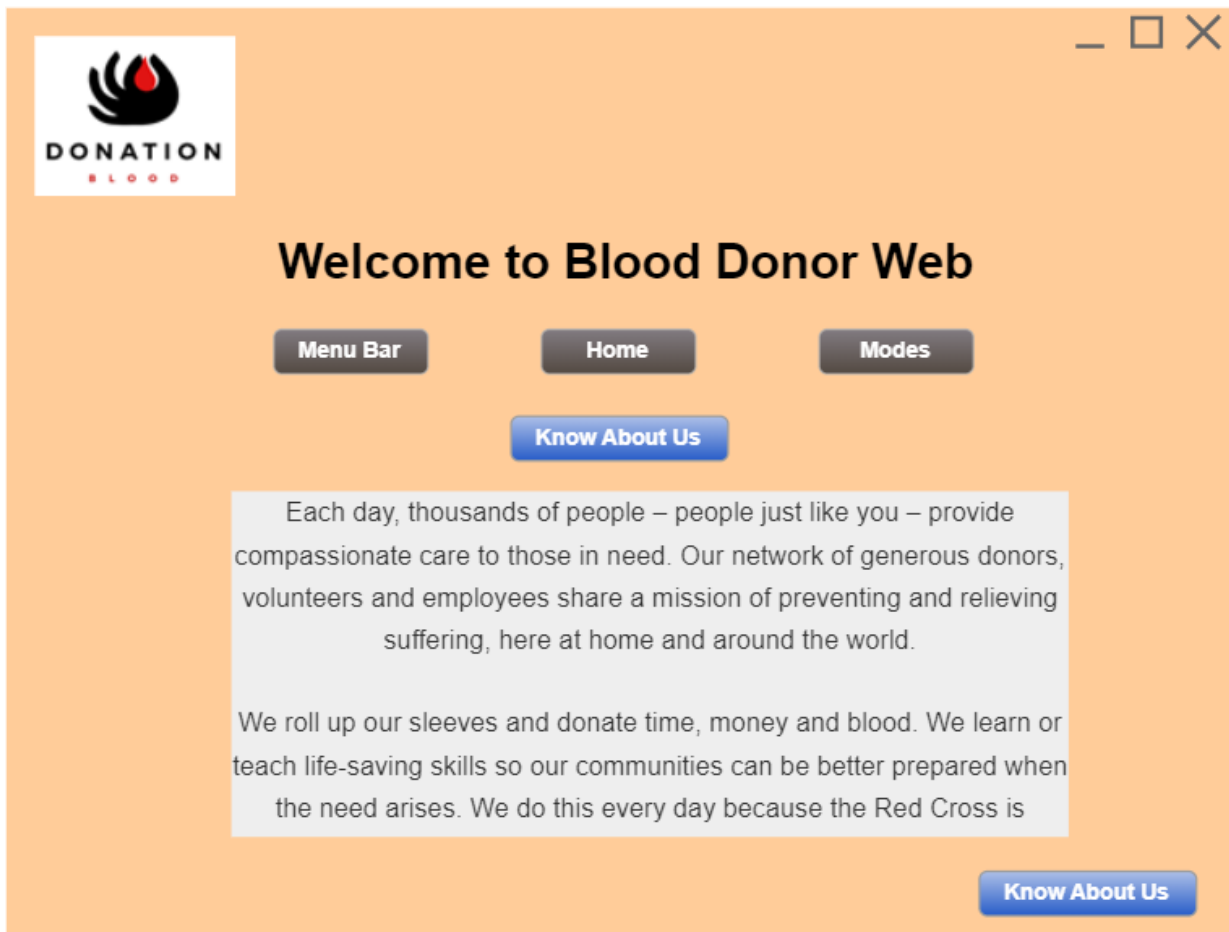 DONATION
BLOOD
Welcome to Blood Donor Web
Menu Bar
Home
Modes
Know About Us
Each day, thousands of people – people just like you – provide
compassionate care to those in need. Our network of generous donors,
volunteers and employees share a mission of preventing and relieving
suffering, here at home and around the world.
We roll up our sleeves and donate time, money and blood. We learn or
teach life-saving skills so our communities can be better prepared when
the need arises. We do this every day because the Red Cross is
Know About Us